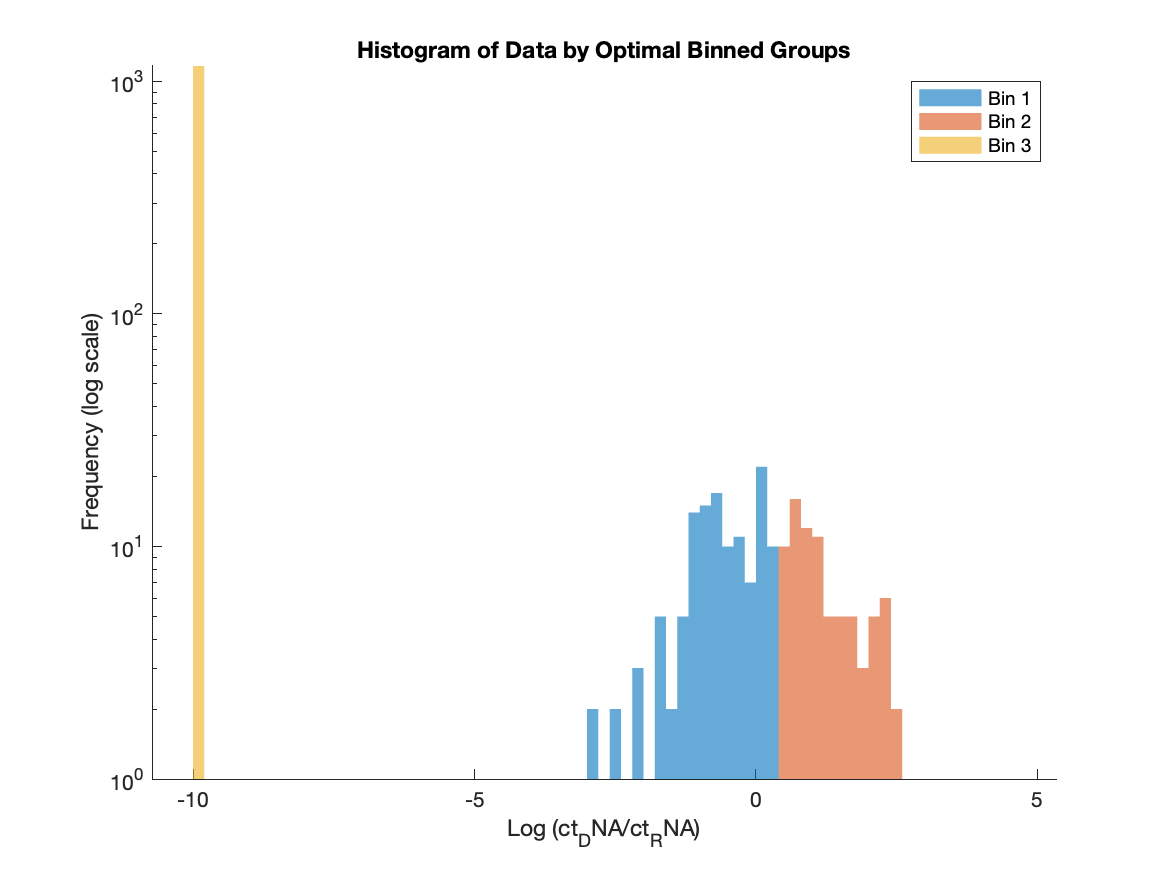 Histogram of Data by Optimal Binned Groups
Bin 1
Bin 2
Bin 3
Frequency (log scale)
10³
10²
10¹
10⁰
-10
-5
0
5
Log (ct_DNA/ct_RNA)